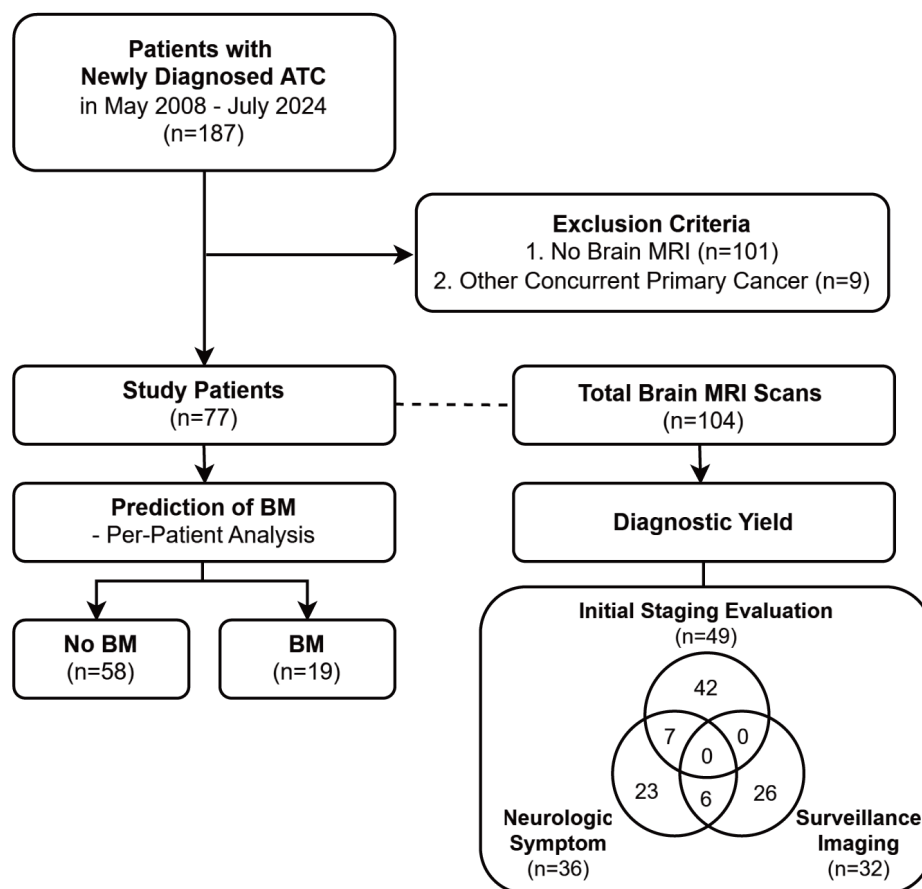 Patients with
Newly Diagnosed ATC
in May 2008 - July 2024
(n=187)
Exclusion Criteria
1. No Brain MRI (n=101)
2. Other Concurrent Primary Cancer (n=9)
Study Patients
(n=77)
Total Brain MRI Scans
(n=104)
Prediction of BM
- Per-Patient Analysis
Diagnostic Yield
No BM
(n=58)
BM
(n=19)
Initial Staging Evaluation
(n=49)
42
7
0
0
23
6
26
Neurologic
Symptom
(n=36)
Surveillance
Imaging
(n=32)